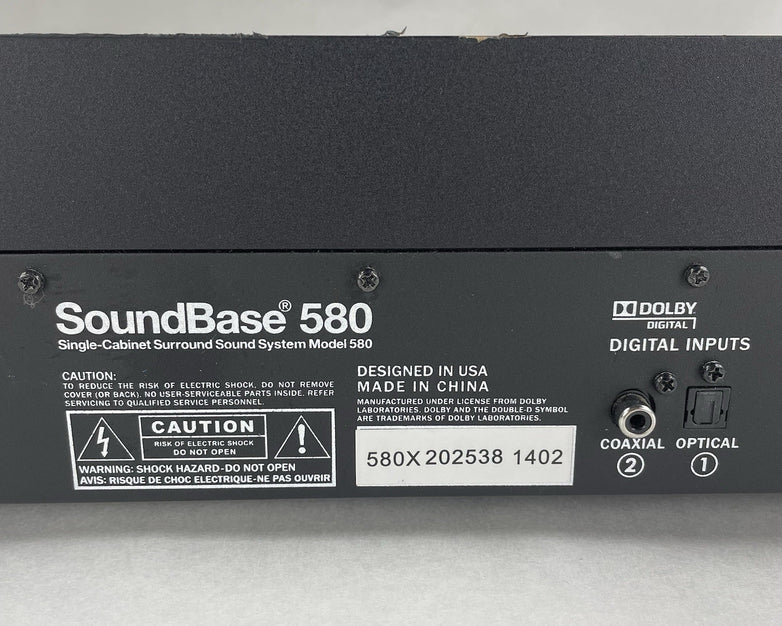 SoundBase® 580
Single-Cabinet Surround Sound System Model 580
CAUTION:
TO REDUCE THE RISK OF ELECTRIC SHOCK, DO NOT REMOVE
COVER (OR BACK). NO USER-SERVICEABLE PARTS INSIDE. REFER
SERVICING TO QUALIFIED SERVICE PERSONNEL.
CAUTION
RISK OF ELECTRIC SHOCK
DO NOT OPEN
WARNING: SHOCK HAZARD-DO NOT OPEN
AVIS: RISQUE DE CHOC ELECTRIQUE-NE PAS OUVRIR
DESIGNED IN USA
MADE IN CHINA
MANUFACTURED UNDER LICENSE FROM DOLBY
LABORATORIES. DOLBY AND THE DOUBLE-D SYMBOL
ARE TRADEMARKS OF DOLBY LABORATORIES.
580X 202538 1402
DOLBY
DIGITAL
DIGITAL INPUTS
COAXIAL OPTICAL
2 1